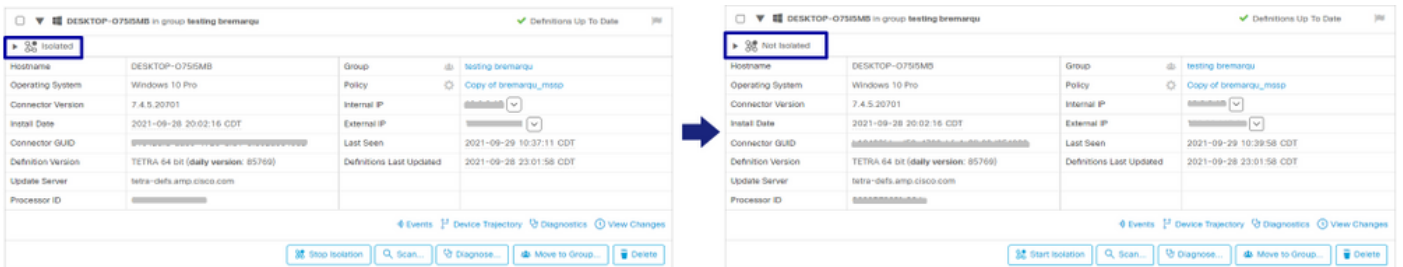 DESKTOP-O75I5MB in group testing bremarqu Definitions Up To Date
Isolated
Hostname DESKTOP-O75I5MB Group testing bremarqu
Operating System Windows 10 Pro Policy Copy of bremarqu_mssp
Connector Version 7.4.5.20701 Internal IP
Install Date 2021-09-28 20:02:16 CDT External IP
Connector GUID Last Seen 2021-09-29 10:37:11 CDT
Definition Version TETRA 64 bit (daily version: 85769) Definitions Last Updated 2021-09-28 23:01:58 CDT
Update Server tetra-defs.amp.cisco.com
Processor ID
Events Device Trajectory Diagnostics View Changes
Stop Isolation Scan... Diagnose... Move to Group... Delete
DESKTOP-O75I5MB in group testing bremarqu Definitions Up To Date
Not Isolated
Hostname DESKTOP-O75I5MB Group testing bremarqu
Operating System Windows 10 Pro Policy Copy of bremarqu_mssp
Connector Version 7.4.5.20701 Internal IP
Install Date 2021-09-28 20:02:16 CDT External IP
Connector GUID Last Seen 2021-09-29 10:39:58 CDT
Definition Version TETRA 64 bit (daily version: 85769) Definitions Last Updated 2021-09-28 23:01:58 CDT
Update Server tetra-defs.amp.cisco.com
Processor ID
Events Device Trajectory Diagnostics View Changes
Start Isolation Scan... Diagnose... Move to Group... Delete